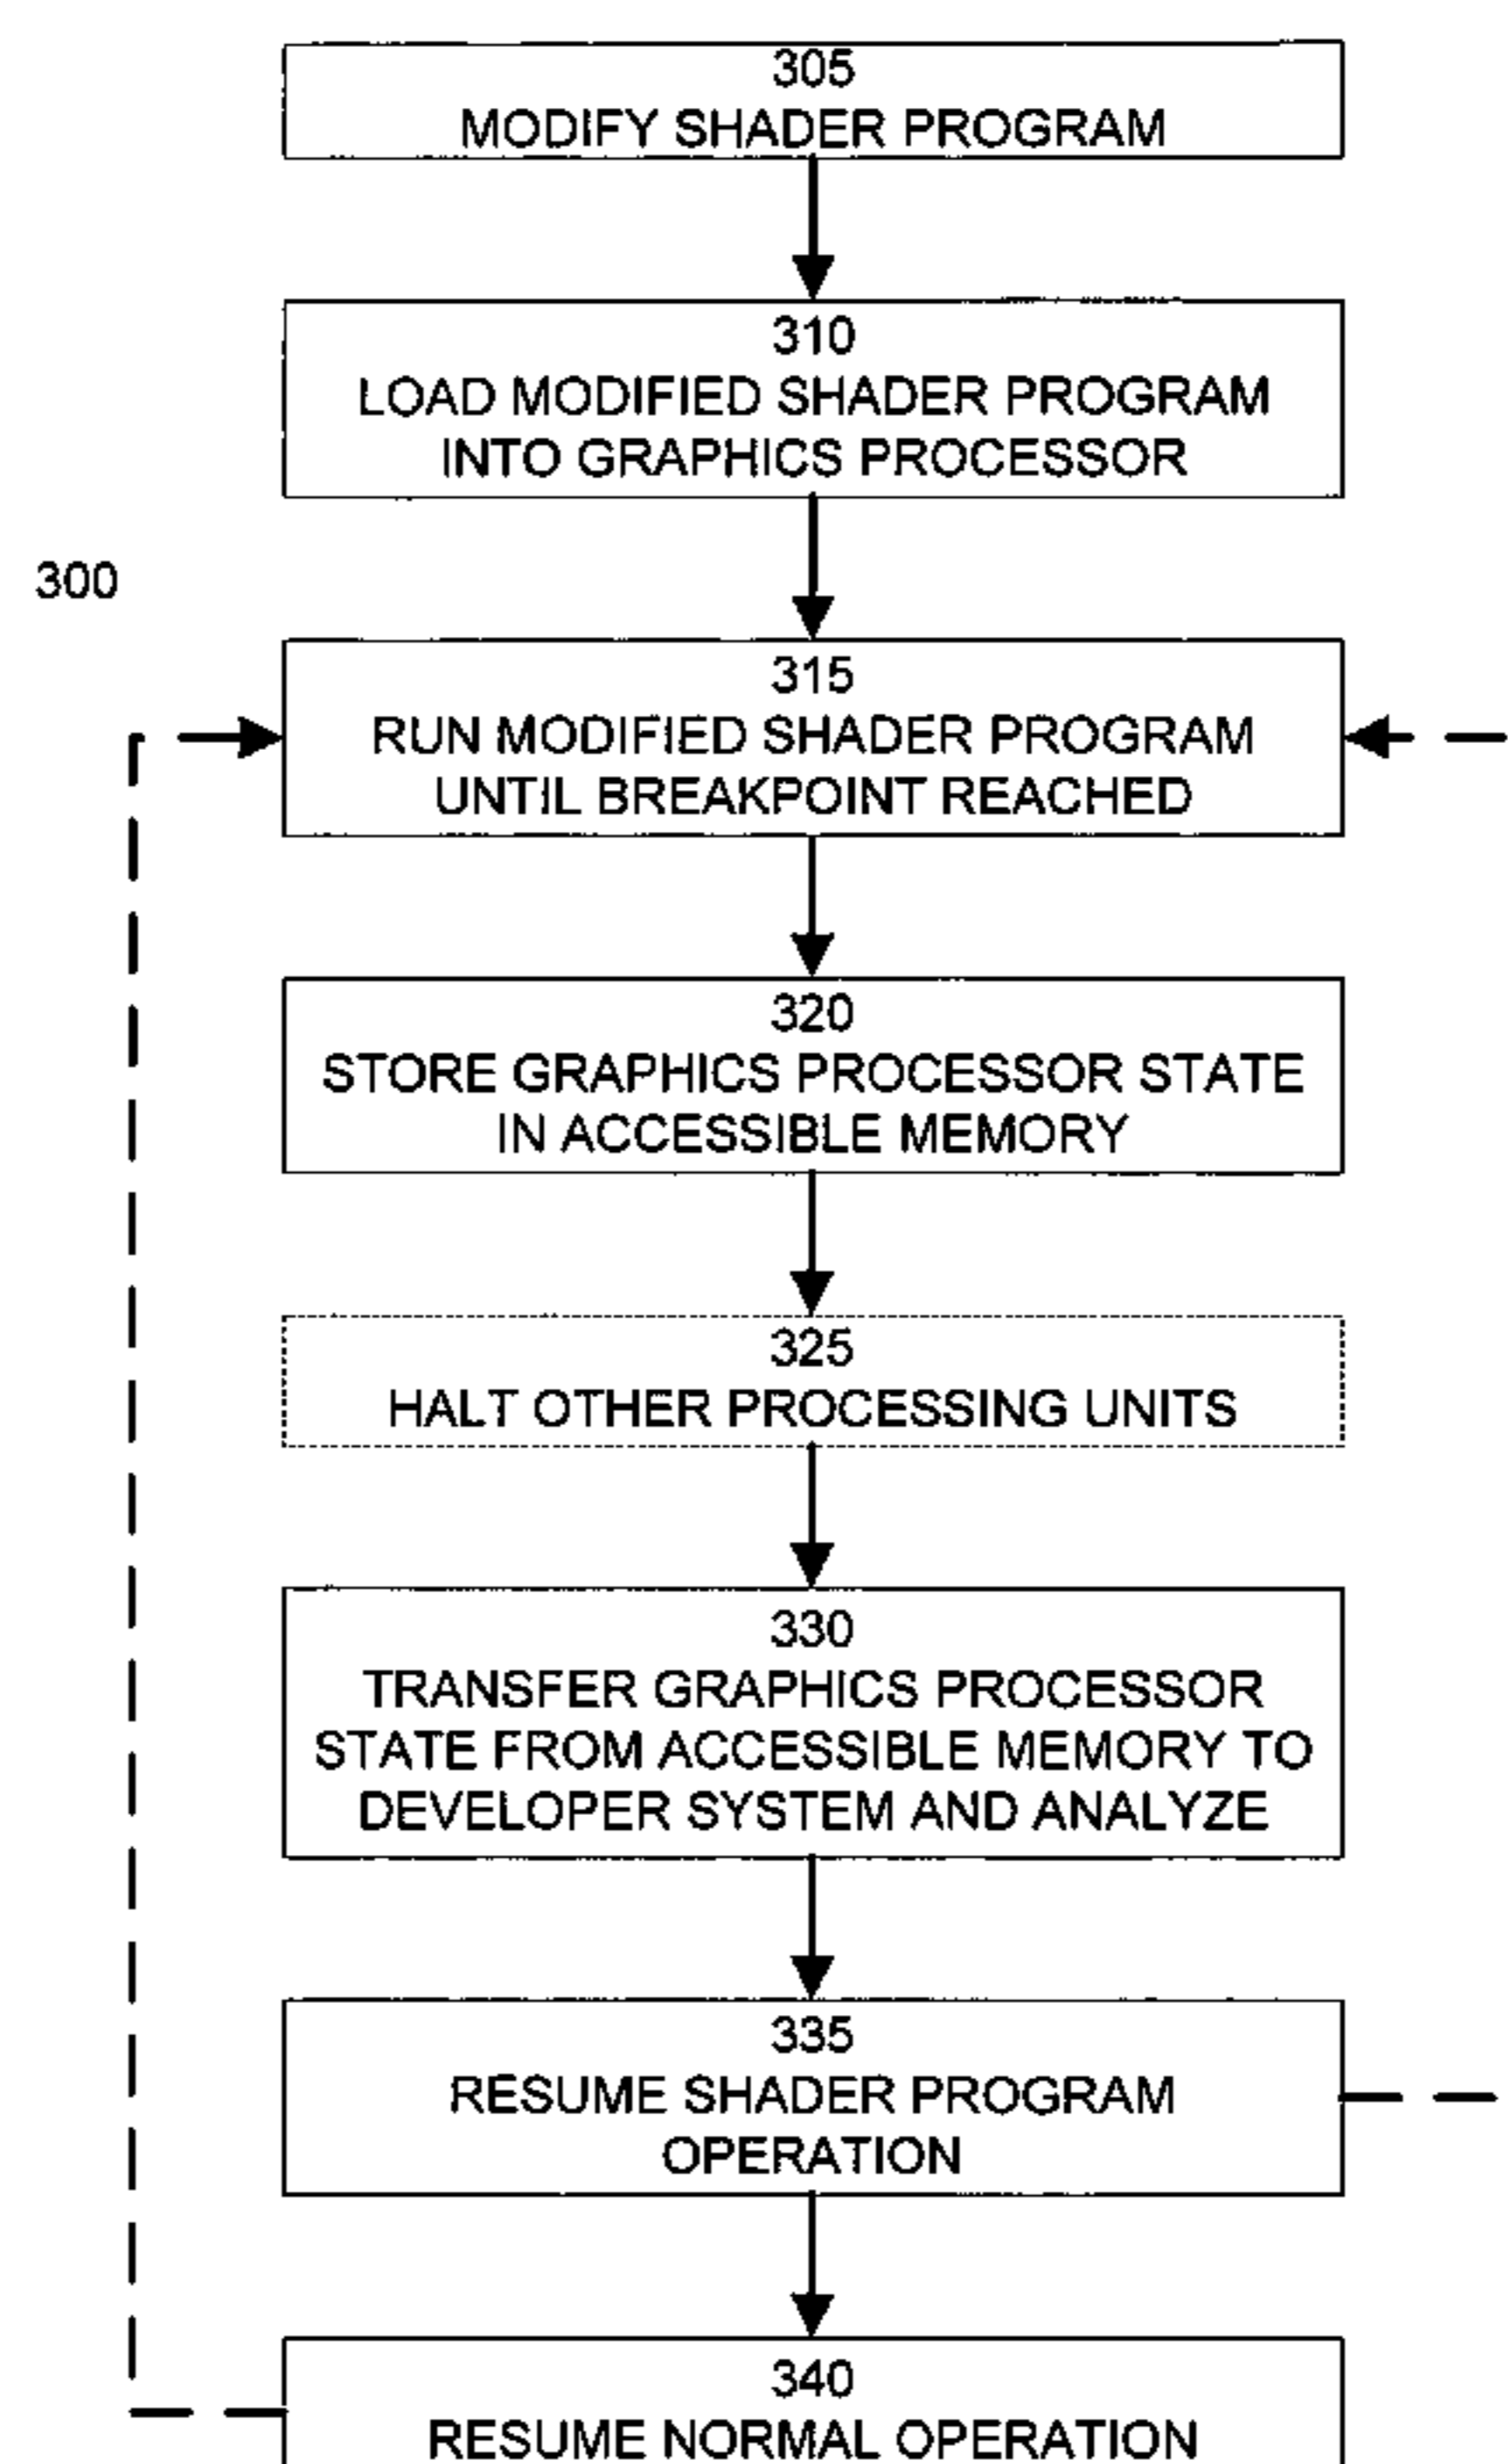 305
MODIFY SHADER PROGRAM
310
LOAD MODIFIED SHADER PROGRAM
INTO GRAPHICS PROCESSOR
300
315
RUN MODIFIED SHADER PROGRAM
UNTIL BREAKPOINT REACHED
320
STORE GRAPHICS PROCESSOR STATE
IN ACCESSIBLE MEMORY
325
HALT OTHER PROCESSING UNITS
330
TRANSFER GRAPHICS PROCESSOR
STATE FROM ACCESSIBLE MEMORY TO
DEVELOPER SYSTEM AND ANALYZE
335
RESUME SHADER PROGRAM
OPERATION
340
RESUME NORMAL OPERATION